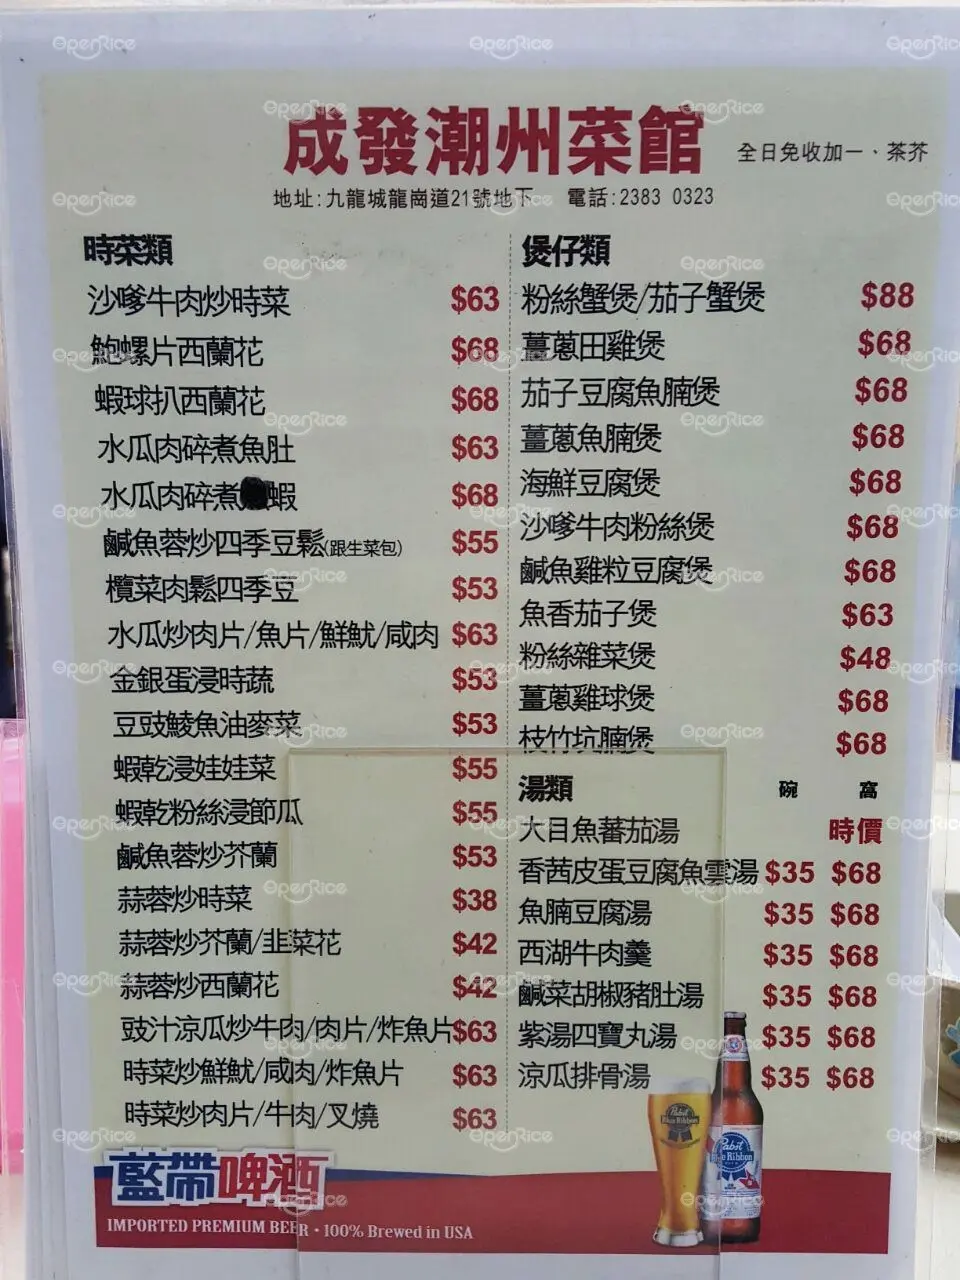 成發潮州菜館
全日免收加一、茶芥
地址:九龍城龍崗道21號地下 電話:2383 0323
時菜類
沙嗲牛肉炒時菜 $63
鮑螺片西蘭花 $68
蝦球扒西蘭花 $68
水瓜肉碎煮魚肚 $63
水瓜肉碎煮蝦 $68
鹹魚蓉炒四季豆鬆(跟生菜包) $55
欖菜肉鬆四季豆 $53
水瓜炒肉片/魚片/鮮魷/咸肉 $63
金銀蛋浸時蔬 $53
豆豉鯪魚油麥菜 $53
蝦乾浸娃娃菜 $55
蝦乾粉絲浸節瓜 $55
鹹魚蓉炒芥蘭 $53
蒜蓉炒時菜 $38
蒜蓉炒芥蘭/韭菜花 $42
蒜蓉炒西蘭花 $42
豉汁涼瓜炒牛肉/肉片/炸魚片 $63
時菜炒鮮魷/咸肉/炸魚片 $63
時菜炒肉片/牛肉/叉燒 $63
煲仔類
粉絲蟹煲/茄子蟹煲 $88
薑蔥田雞煲 $68
茄子豆腐魚腩煲 $68
薑蔥魚腩煲 $68
海鮮豆腐煲 $68
沙嗲牛肉粉絲煲 $68
鹹魚雞粒豆腐煲 $68
魚香茄子煲 $63
粉絲雜菜煲 $48
薑蔥雞球煲 $68
枝竹坑腩煲 $68
湯類 碗 窩
大目魚蕃茄湯 時價
香茜皮蛋豆腐魚雲湯 $35 $68
魚腩豆腐湯 $35 $68
西湖牛肉羹 $35 $68
鹹菜胡椒豬肚湯 $35 $68
紫湯四寶丸湯 $35 $68
涼瓜排骨湯 $35 $68
藍帶啤酒
IMPORTED PREMIUM BEER • 100% Brewed in USA
Pabst
Blue Ribbon
Pabst
Blue Ribbon
OpenRice